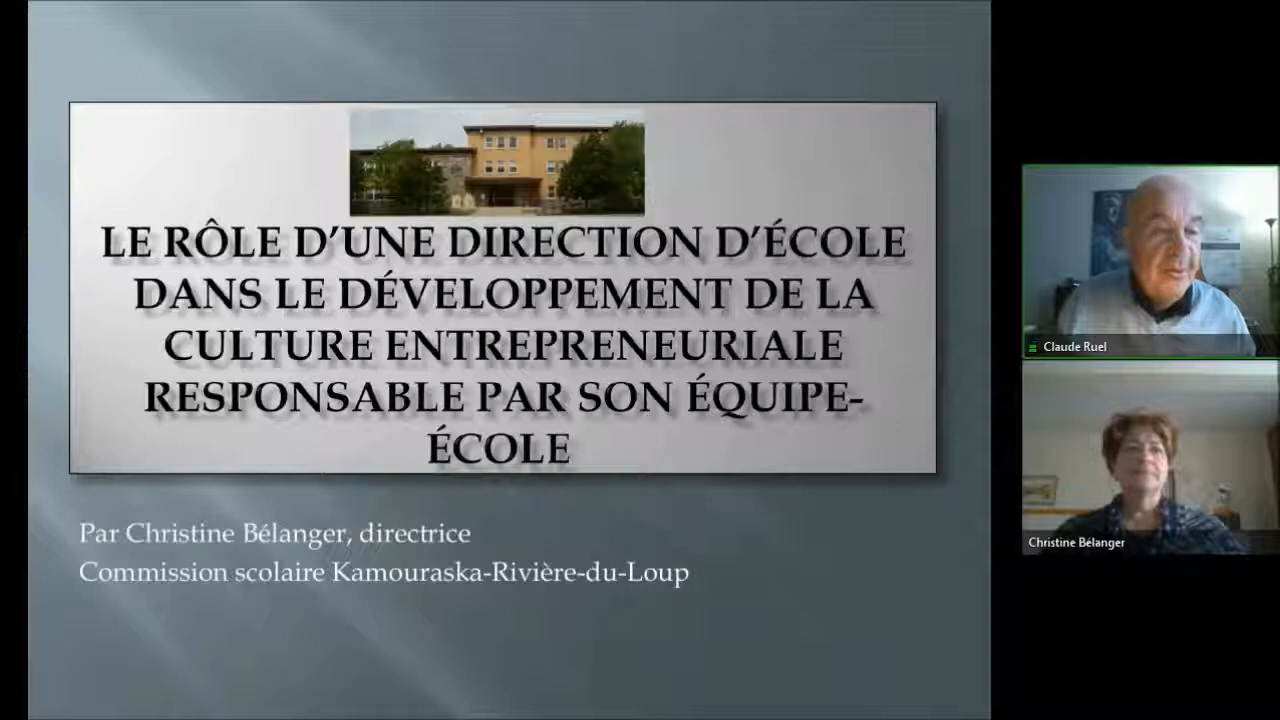 LE RÔLE D’UNE DIRECTION D’ÉCOLE
DANS LE DÉVELOPPEMENT DE LA
CULTURE ENTREPRENEURIALE
RESPONSABLE PAR SON ÉQUIPE-
ÉCOLE
Par Christine Bélanger, directrice
Commission scolaire Kamouraska-Rivière-du-Loup
Claude Ruel
Christine Bélanger